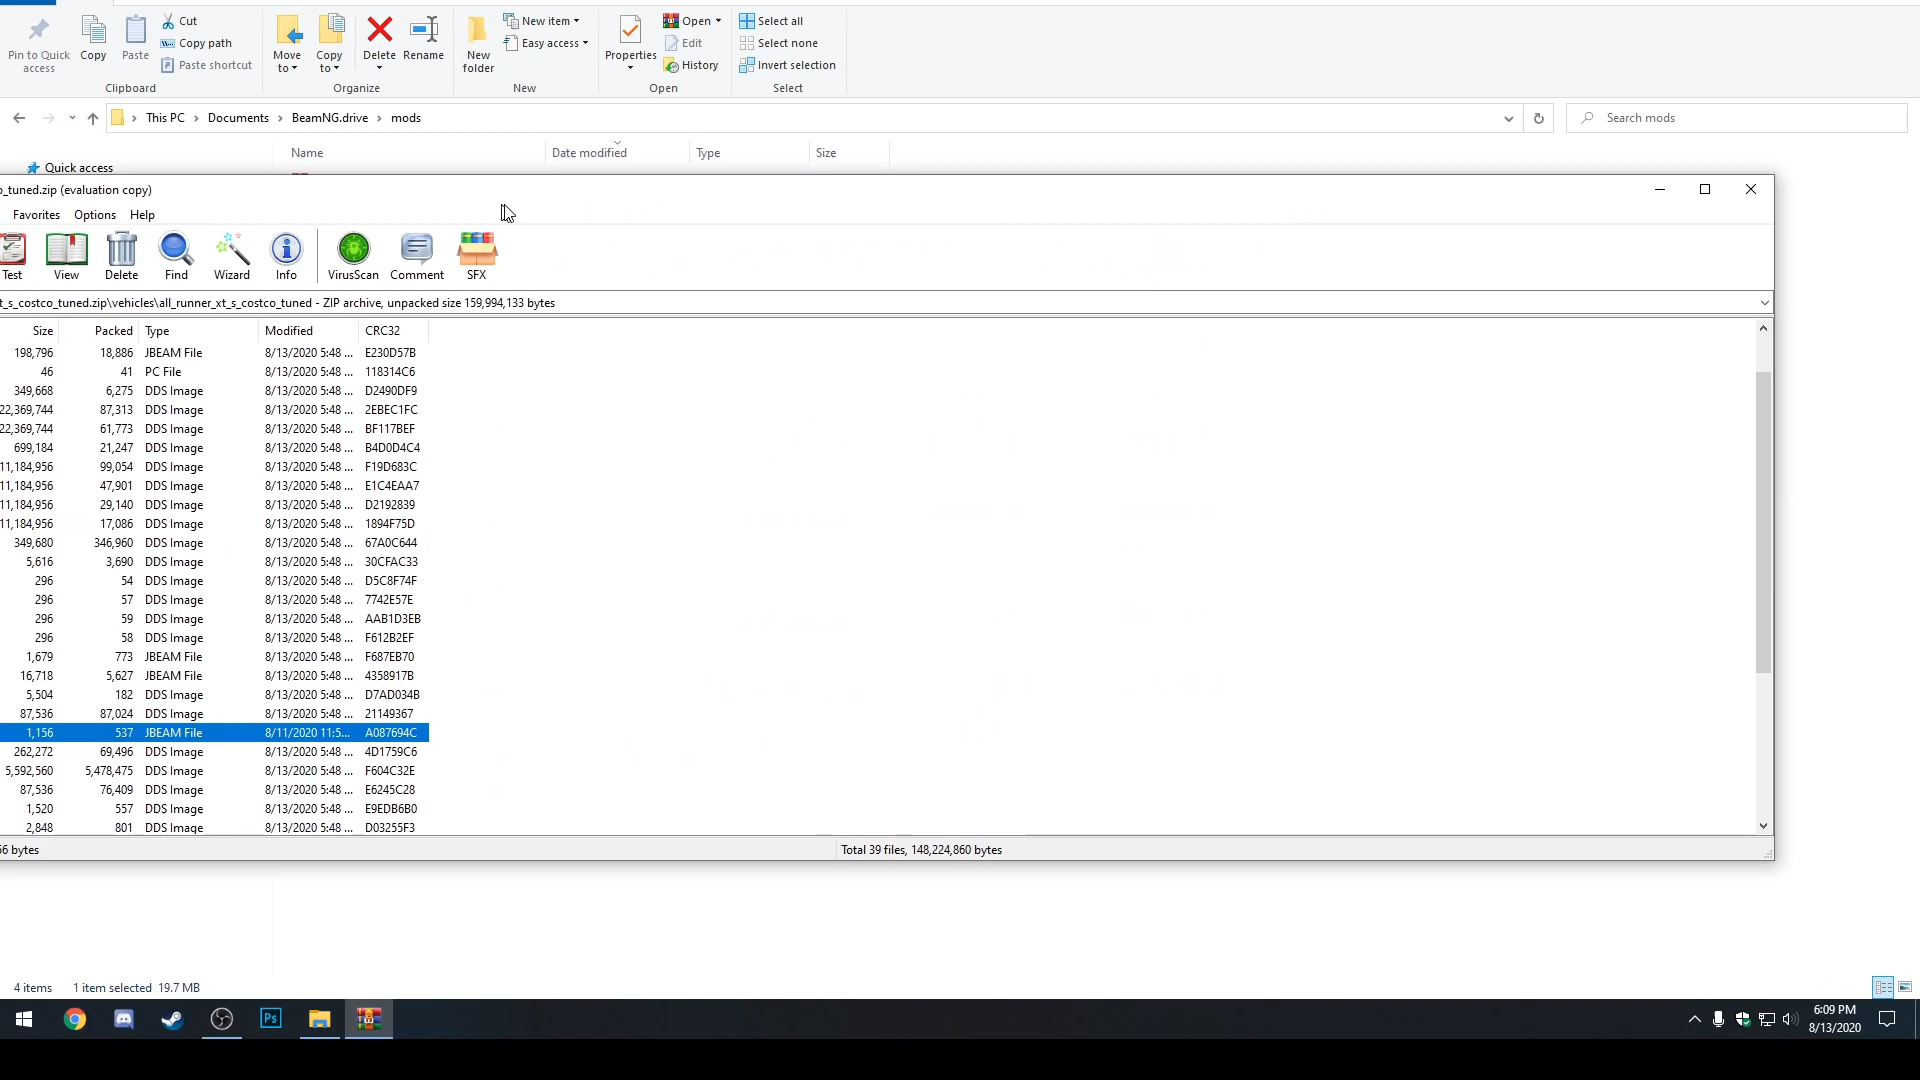 Pin to Quick access
Copy
Paste
Cut
Copy path
Paste shortcut
Clipboard
Move to
Copy to
Delete
Rename
Organize
New folder
New item
Easy access
New
Properties
Open
Edit
History
Open
Select all
Select none
Invert selection
Select
This PC > Documents > BeamNG.drive > mods
Search mods
Name Date modified Type Size
Quick access
o_tuned.zip (evaluation copy)
Favorites Options Help
Test View Delete Find Wizard Info VirusScan Comment SFX
t_s_costco_tuned.zip\vehicles\all_runner_xt_s_costco_tuned - ZIP archive, unpacked size 159,994,133 bytes
Size Packed Type Modified CRC32
198,796 18,886 JBEAM File 8/13/2020 5:48 ... E230D57B
46 41 PC File 8/13/2020 5:48 ... 118314C6
349,668 6,275 DDS Image 8/13/2020 5:48 ... D2490DF9
22,369,744 87,313 DDS Image 8/13/2020 5:48 ... 2EBEC1FC
22,369,744 61,773 DDS Image 8/13/2020 5:48 ... BF117BEF
699,184 21,247 DDS Image 8/13/2020 5:48 ... B4D0D4C4
11,184,956 99,054 DDS Image 8/13/2020 5:48 ... F19D683C
11,184,956 47,901 DDS Image 8/13/2020 5:48 ... E1C4EAA7
11,184,956 29,140 DDS Image 8/13/2020 5:48 ... D2192839
11,184,956 17,086 DDS Image 8/13/2020 5:48 ... 1894F75D
349,680 346,960 DDS Image 8/13/2020 5:48 ... 67A0C644
5,616 3,690 DDS Image 8/13/2020 5:48 ... 30CFAC33
296 54 DDS Image 8/13/2020 5:48 ... D5C8F74F
296 57 DDS Image 8/13/2020 5:48 ... 7742E57E
296 59 DDS Image 8/13/2020 5:48 ... AAB1D3EB
296 58 DDS Image 8/13/2020 5:48 ... F612B2EF
1,679 773 JBEAM File 8/13/2020 5:48 ... F687EB70
16,718 5,627 JBEAM File 8/13/2020 5:48 ... 4358917B
5,504 182 DDS Image 8/13/2020 5:48 ... D7AD034B
87,536 87,024 DDS Image 8/13/2020 5:48 ... 21149367
1,156 537 JBEAM File 8/11/2020 11:5... A087694C
262,272 69,496 DDS Image 8/13/2020 5:48 ... 4D1759C6
5,592,560 5,478,475 DDS Image 8/13/2020 5:48 ... F604C32E
87,536 76,409 DDS Image 8/13/2020 5:48 ... E6245C28
1,520 557 DDS Image 8/13/2020 5:48 ... E9EDB6B0
2,848 801 DDS Image 8/13/2020 5:48 ... D03255F3
56 bytes
Total 39 files, 148,224,860 bytes
4 items 1 item selected 19.7 MB
Ps
6:09 PM
8/13/2020